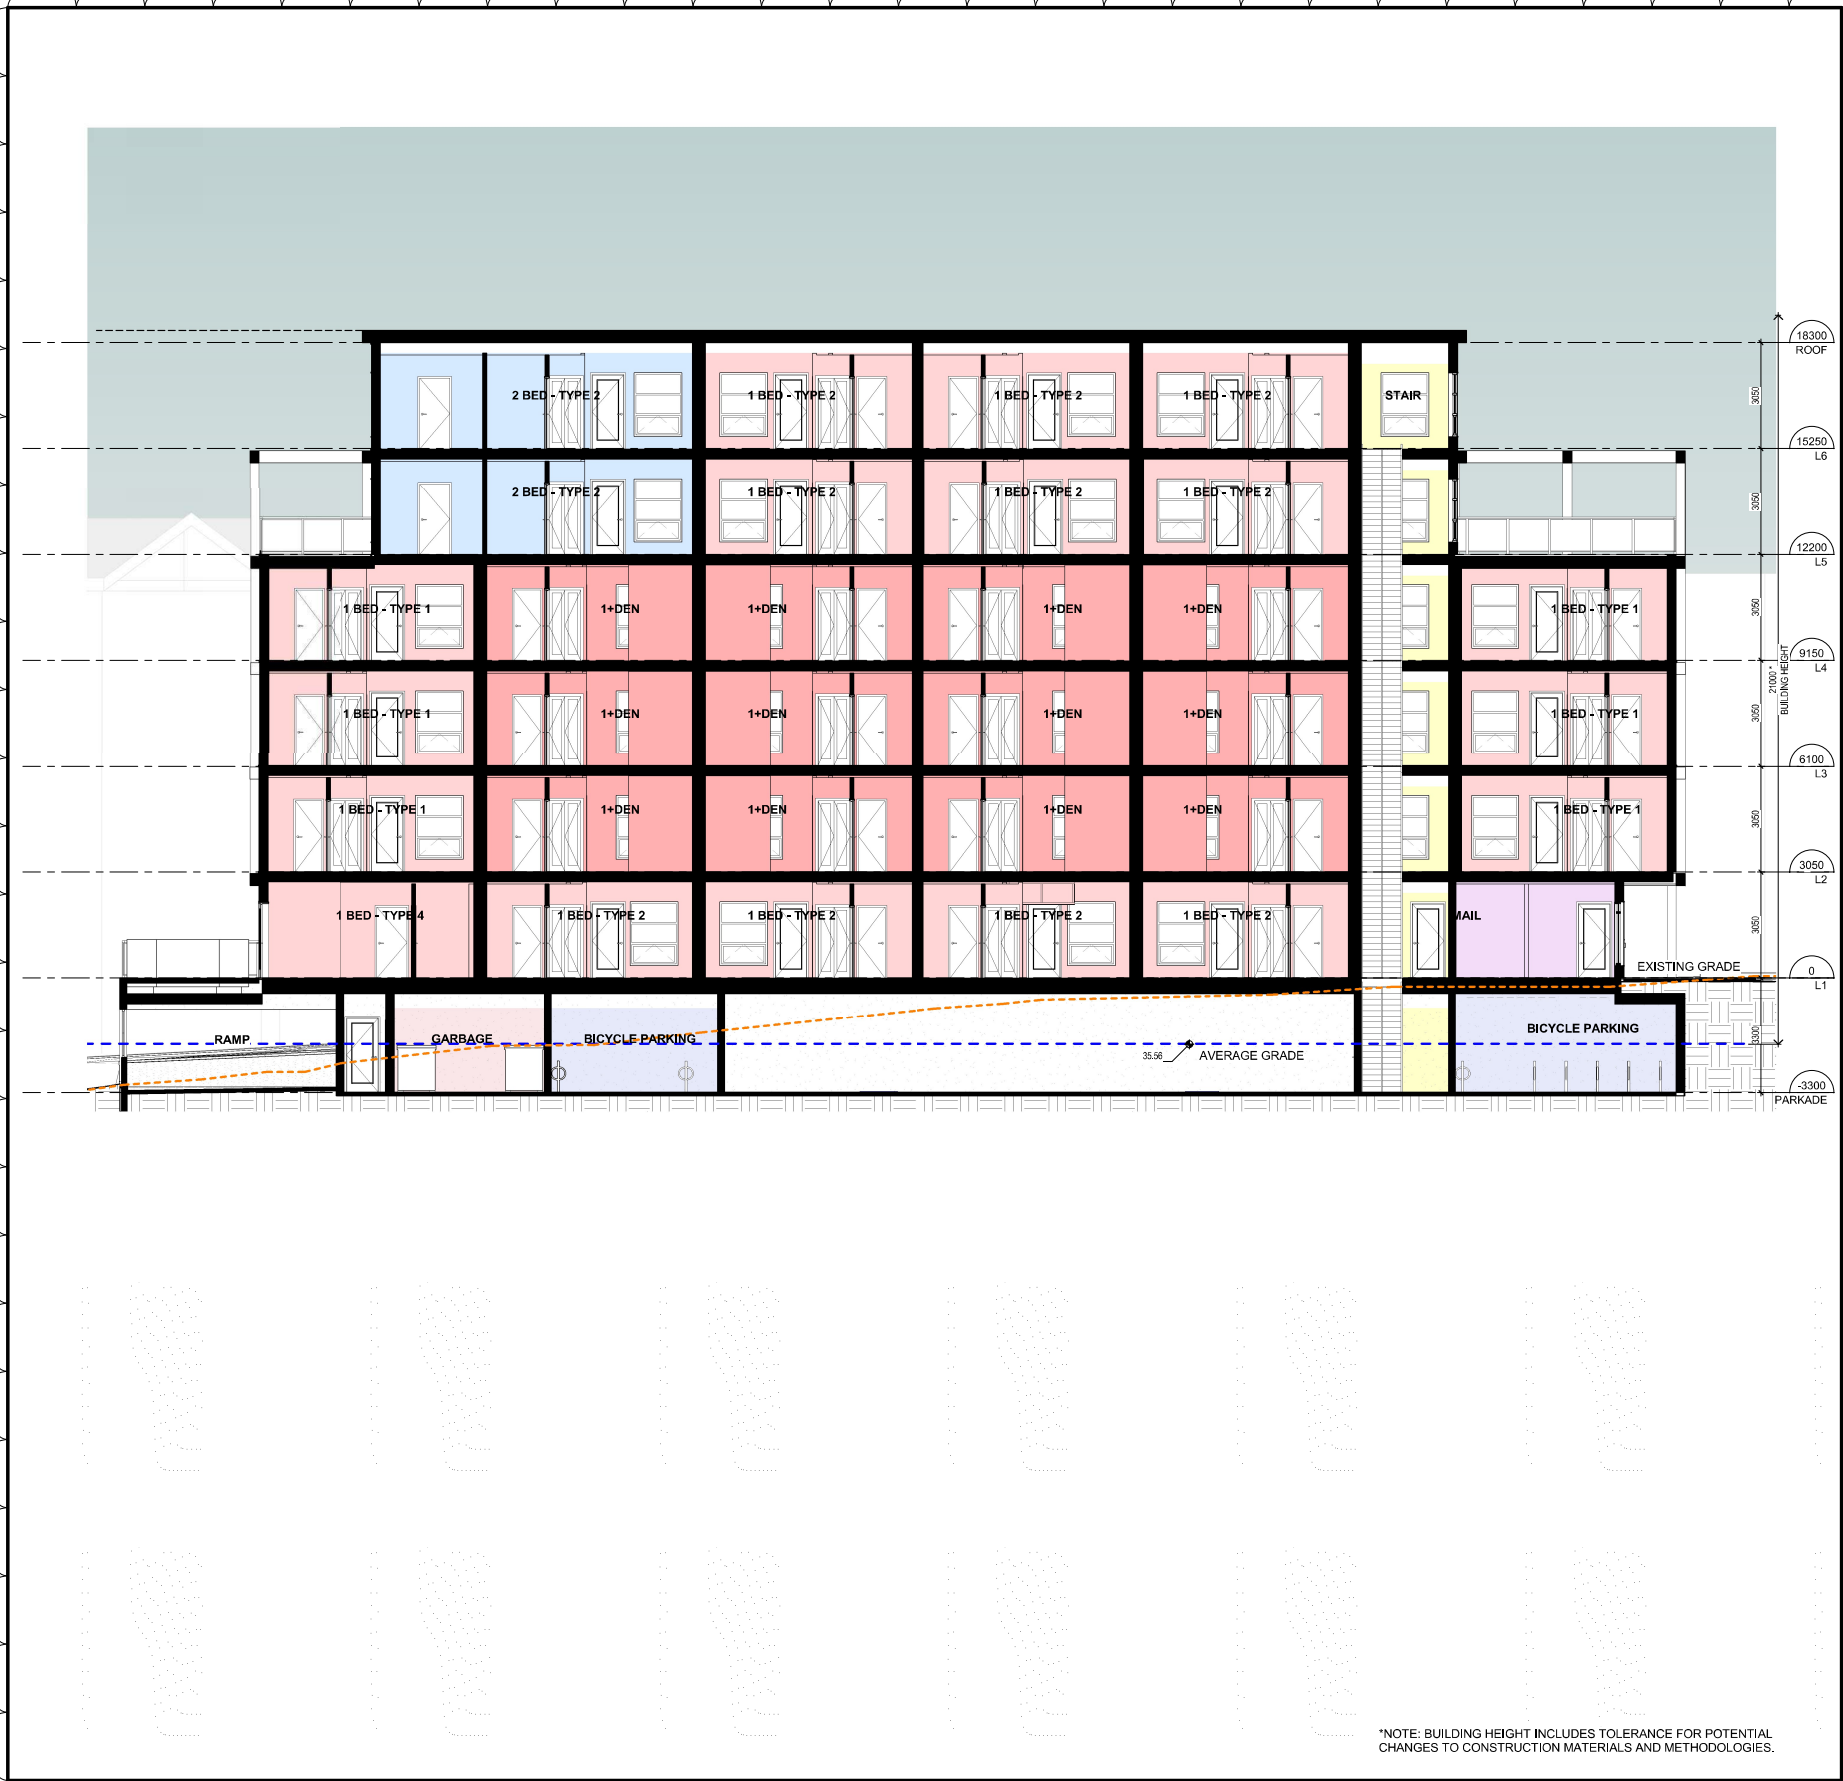 18300
ROOF
2 BED - TYPE 2
1 BED - TYPE 2
1 BED - TYPE 2
1 BED - TYPE 2
STAIR
3050
15250
L6
2 BED - TYPE 2
1 BED - TYPE 2
1 BED - TYPE 2
1 BED - TYPE 2
3050
12200
L5
1 BED - TYPE 1
1+DEN
1+DEN
1+DEN
1+DEN
1 BED - TYPE 1
3050
9150
L4
21000*
BUILDING HEIGHT
1 BED - TYPE 1
1+DEN
1+DEN
1+DEN
1+DEN
1 BED - TYPE 1
3050
6100
L3
1 BED - TYPE 1
1+DEN
1+DEN
1+DEN
1+DEN
1 BED - TYPE 1
3050
3050
L2
1 BED - TYPE 4
1 BED - TYPE 2
1 BED - TYPE 2
1 BED - TYPE 2
1 BED - TYPE 2
MAIL
3050
EXISTING GRADE
0
L1
RAMP
GARBAGE
BICYCLE PARKING
35.56
AVERAGE GRADE
BICYCLE PARKING
3300
-3300
PARKADE
*NOTE: BUILDING HEIGHT INCLUDES TOLERANCE FOR POTENTIAL
CHANGES TO CONSTRUCTION MATERIALS AND METHODOLOGIES.